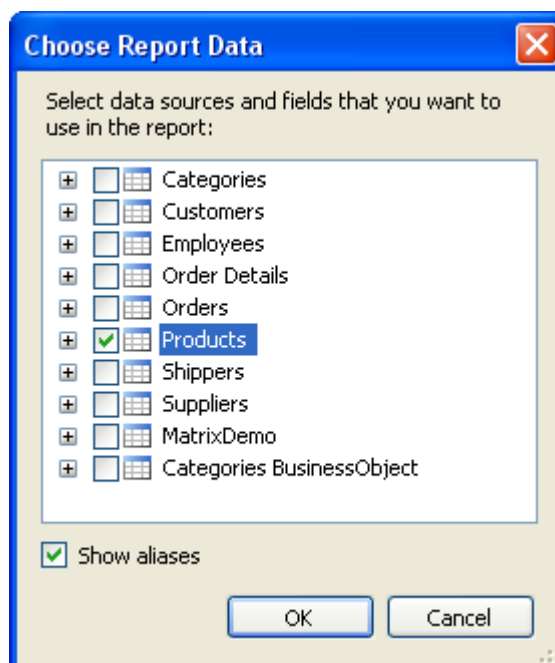 Choose Report Data
Select data sources and fields that you want to
use in the report:
Categories
Customers
Employees
Order Details
Orders
Products
Shippers
Suppliers
MatrixDemo
Categories BusinessObject
Show aliases
OK
Cancel